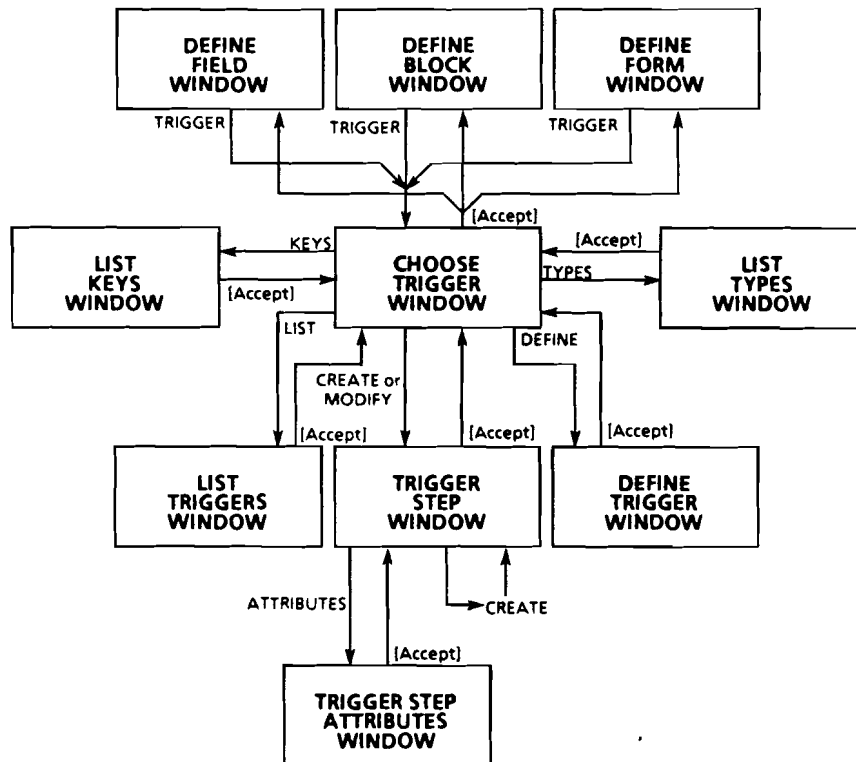 DEFINE
FIELD
WINDOW
DEFINE
BLOCK
WINDOW
DEFINE
FORM
WINDOW
TRIGGER
TRIGGER
TRIGGER
[Accept]
KEYS
[Accept]
LIST
KEYS
WINDOW
[Accept]
CHOOSE
TRIGGER
WINDOW
TYPES
LIST
TYPES
WINDOW
LIST
DEFINE
CREATE or
MODIFY
[Accept]
[Accept]
[Accept]
LIST
TRIGGERS
WINDOW
TRIGGER
STEP
WINDOW
DEFINE
TRIGGER
WINDOW
ATTRIBUTES
CREATE
[Accept]
TRIGGER STEP
ATTRIBUTES
WINDOW